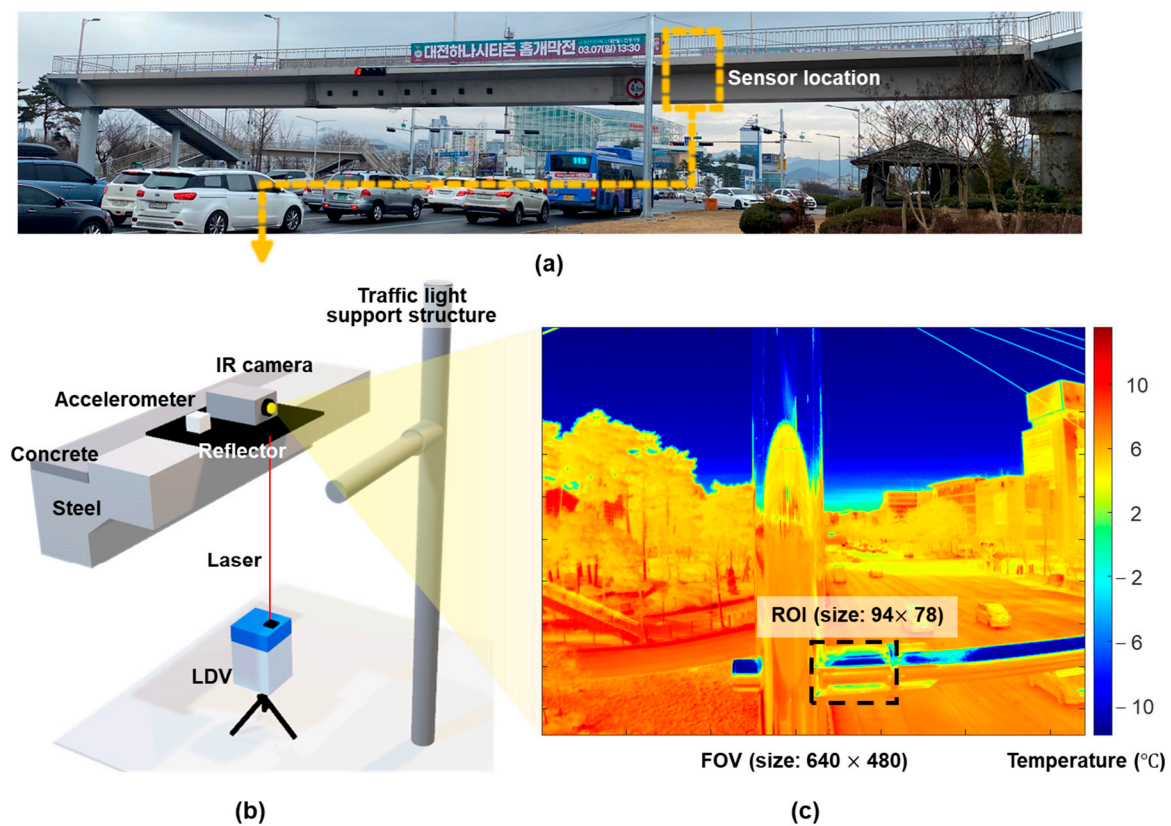 대전하나시티즌 홈개막전
03.07(일) 13:30
4.5m
113
Sensor location
(a)
Traffic light
support structure
IR camera
Accelerometer
Reflector
Concrete
Steel
Laser
LDV
(b)
ROI (size: 94× 78)
FOV (size: 640 × 480)
(c)
10
6
2
− 2
− 6
− 10
Temperature (℃)